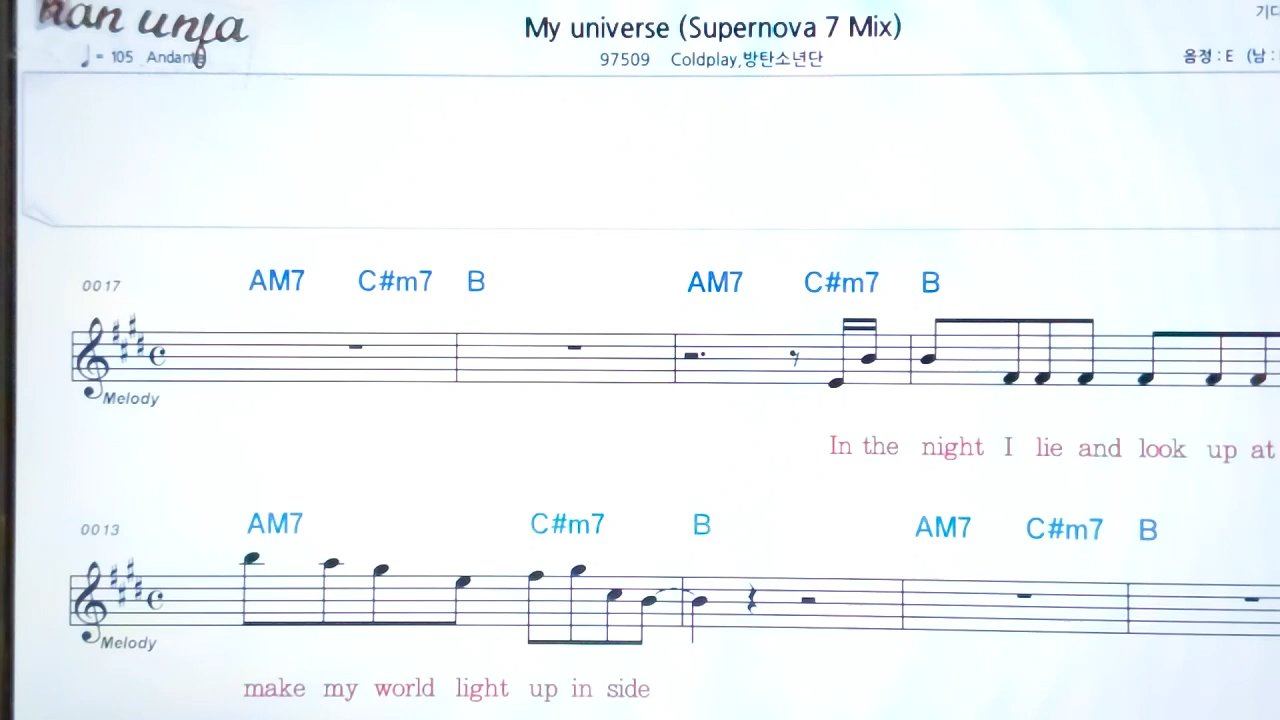 My universe (Supernova 7 Mix)
♩= 105 Andante
97509 Coldplay,방탄소년단
음정 : E (남 :
0017 AM7 C#m7 B AM7 C#m7 B
Melody
In the night I lie and look up at
0013 AM7 C#m7 B AM7 C#m7 B
Melody
make my world light up in side